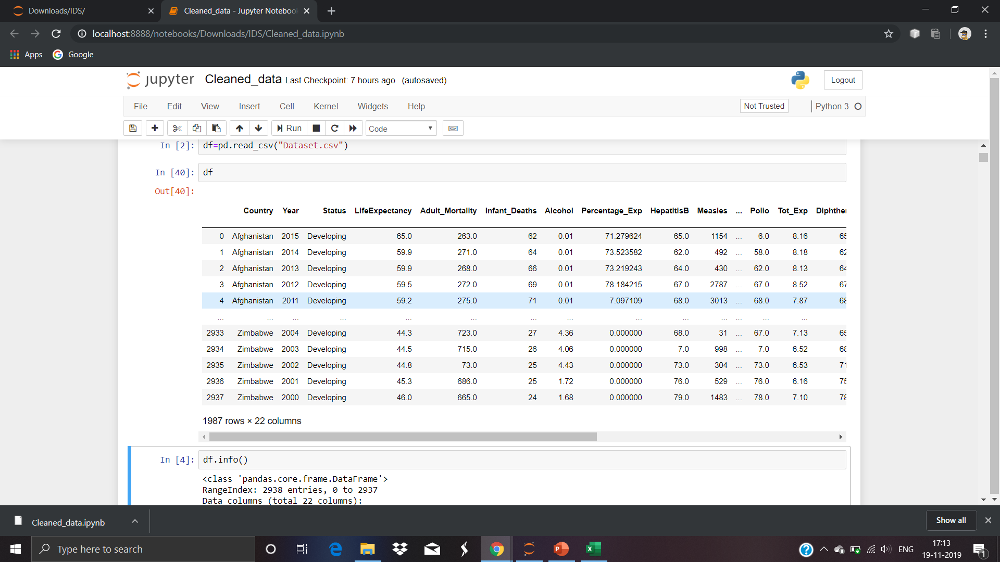 Downloads/IDS/
Cleaned_data - Jupyter Noteboo
localhost:8888/notebooks/Downloads/IDS/Cleaned_data.ipynb
Apps Google
jupyter Cleaned_data Last Checkpoint: 7 hours ago (autosaved) Logout
File Edit View Insert Cell Kernel Widgets Help Not Trusted Python 3
Run Code
In [2]: df=pd.read_csv("Dataset.csv")
In [40]: df
Out[40]:
Country Year Status LifeExpectancy Adult_Mortality Infant_Deaths Alcohol Percentage_Exp HepatitisB Measles ... Polio Tot_Exp Diphther
0 Afghanistan 2015 Developing 65.0 263.0 62 0.01 71.279624 65.0 1154 ... 6.0 8.16 65
1 Afghanistan 2014 Developing 59.9 271.0 64 0.01 73.523582 62.0 492 ... 58.0 8.18 62
2 Afghanistan 2013 Developing 59.9 268.0 66 0.01 73.219243 64.0 430 ... 62.0 8.13 64
3 Afghanistan 2012 Developing 59.5 272.0 69 0.01 78.184215 67.0 2787 ... 67.0 8.52 67
4 Afghanistan 2011 Developing 59.2 275.0 71 0.01 7.097109 68.0 3013 ... 68.0 7.87 68
... ... ... ... ... ... ... ... ... ... ... ... ... ...
2933 Zimbabwe 2004 Developing 44.3 723.0 27 4.36 0.000000 68.0 31 ... 67.0 7.13 65
2934 Zimbabwe 2003 Developing 44.5 715.0 26 4.06 0.000000 7.0 998 ... 7.0 6.52 68
2935 Zimbabwe 2002 Developing 44.8 73.0 25 4.43 0.000000 73.0 304 ... 73.0 6.53 71
2936 Zimbabwe 2001 Developing 45.3 686.0 25 1.72 0.000000 76.0 529 ... 76.0 6.16 75
2937 Zimbabwe 2000 Developing 46.0 665.0 24 1.68 0.000000 79.0 1483 ... 78.0 7.10 78
1987 rows × 22 columns
In [4]: df.info()
<class 'pandas.core.frame.DataFrame'>
RangeIndex: 2938 entries, 0 to 2937
Data columns (total 22 columns):
Cleaned_data.ipynb Show all
Type here to search
ENG
17:13
19-11-2019
1